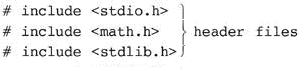 # include <stdio.h>
# include <math.h> header files
# include <stdlib.h>